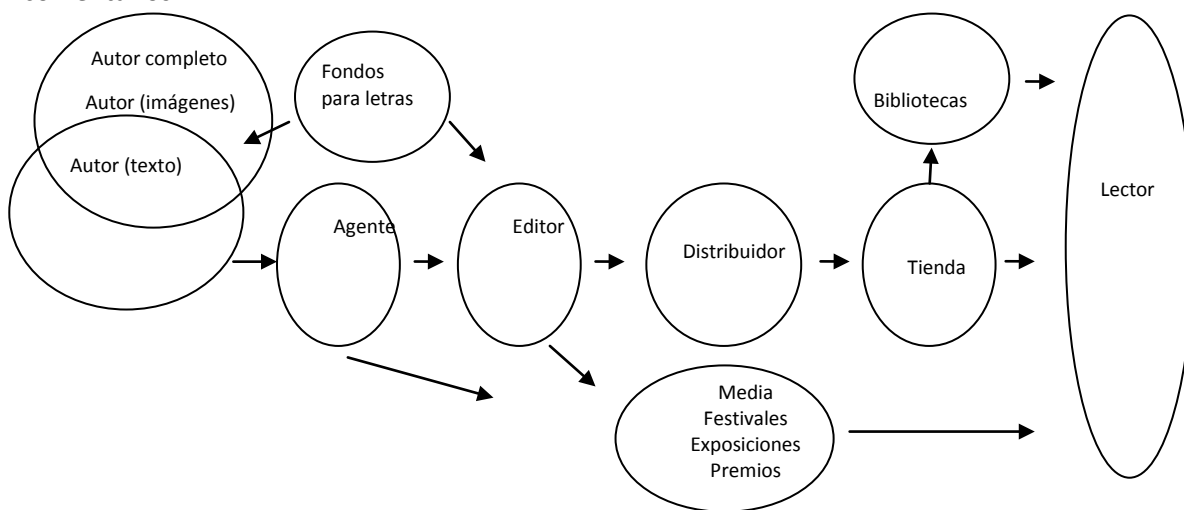 Autor completo
Autor (imágenes)
Autor (texto)
Fondos
para letras
Agente
Editor
Distribuidor
Bibliotecas
Tienda
Media
Festivales
Exposiciones
Premios
Lector